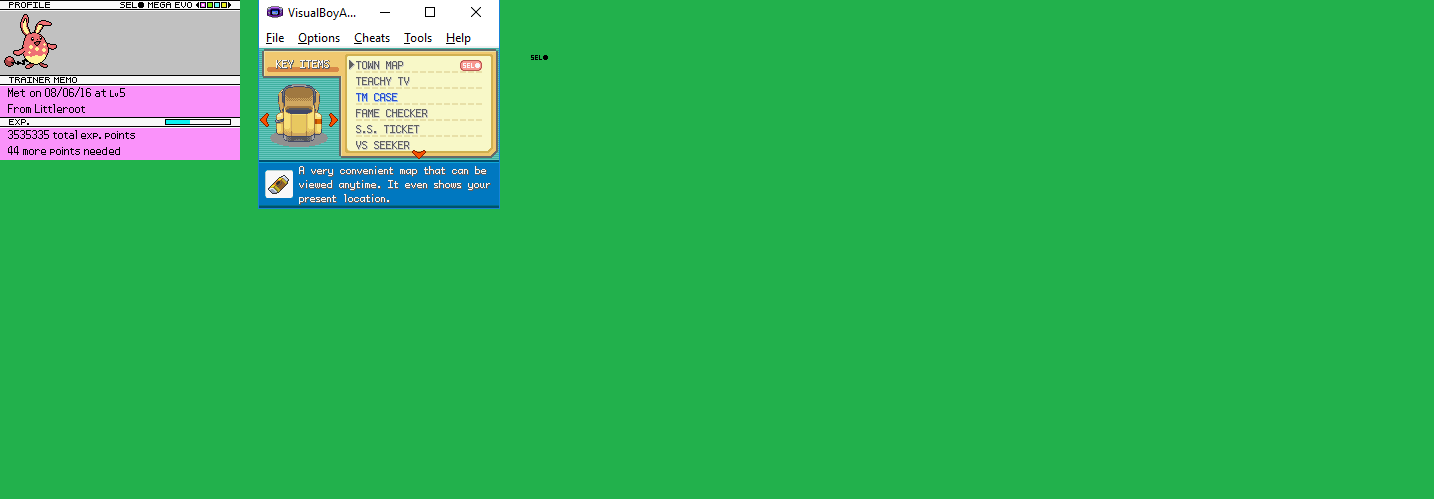 PROFILE SEL● MEGA EVO
TRAINER MEMO
Met on 08/06/16 at Lv5
From Littleroot
EXP.
3535335 total exp. points
44 more points needed
VisualBoyA...
File Options Cheats Tools Help
KEY ITEMS
TOWN MAP SEL●
TEACHY TV
TM CASE
FAME CHECKER
S.S. TICKET
VS SEEKER
A very convenient map that can be
viewed anytime. It even shows your
present location.
SEL●